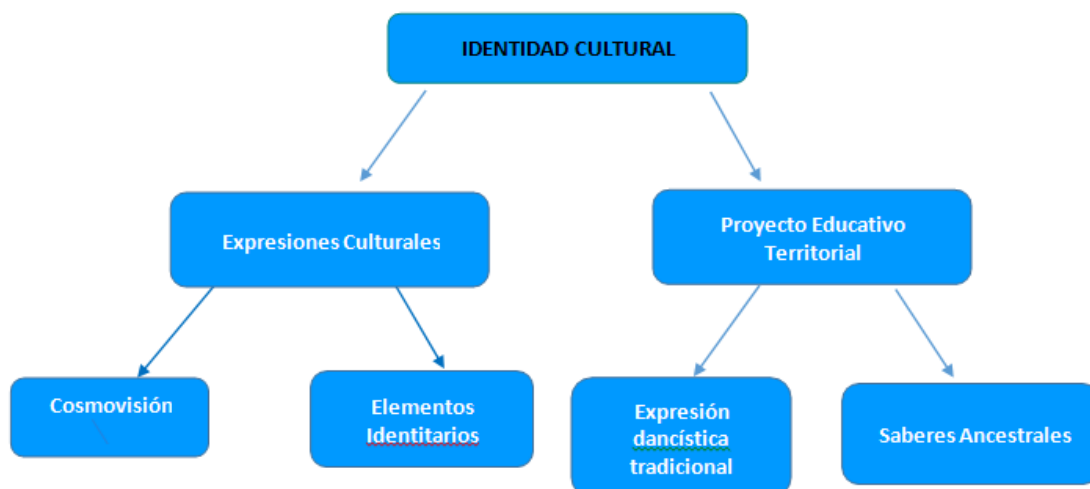 IDENTIDAD CULTURAL
Expresiones Culturales
Proyecto Educativo
Territorial
Cosmovisión
Elementos
Identitarios
Expresión
dancística
tradicional
Saberes Ancestrales